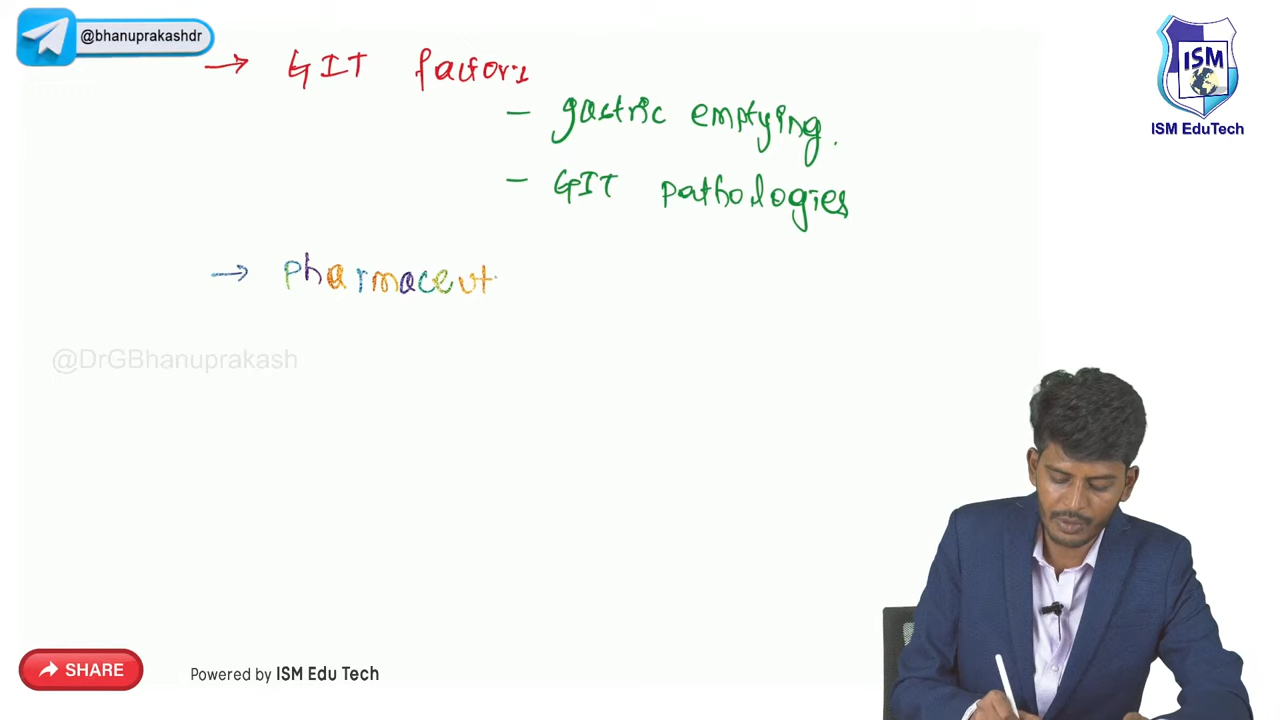 @bhanuprakashdr
→ GIT factors
- gastric emptying.
- GIT pathologies
→ pharmaceut
@DrGBhanuprakash
ISM
ISM EduTech
SHARE
Powered by ISM Edu Tech